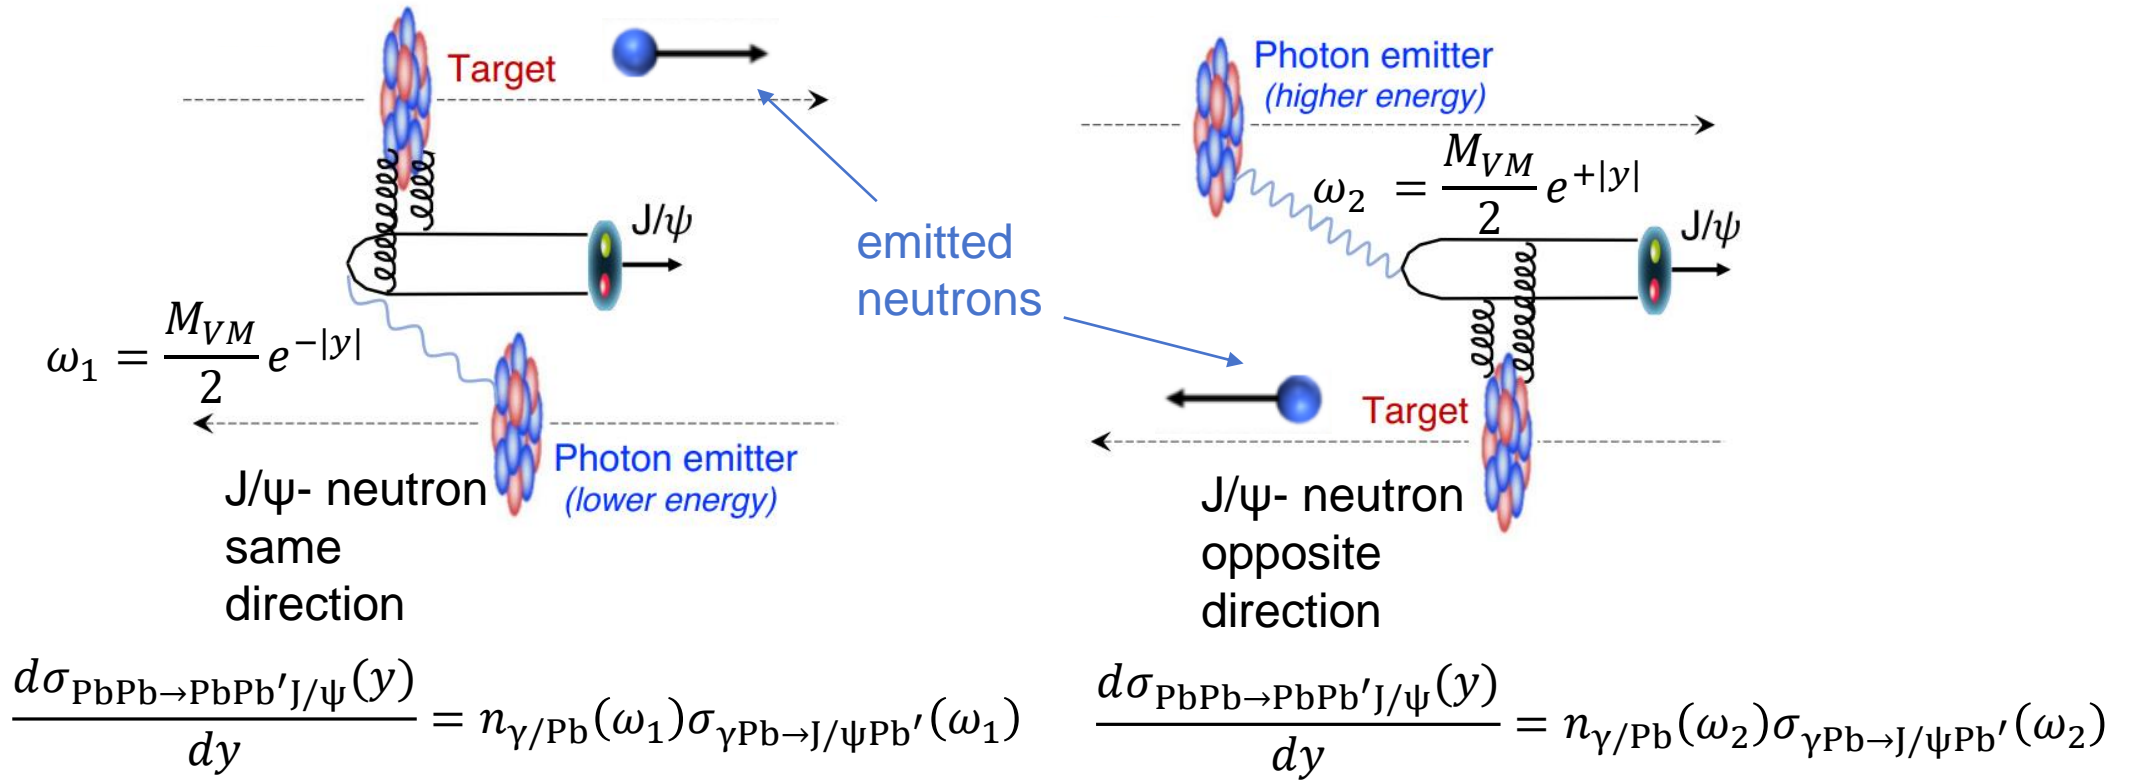 Target
J/ψ
ω₁ = M_VM/2 e^{−|y|}
Photon emitter
(lower energy)
J/ψ- neutron
same
direction
dσ_{PbPb→PbPb′J/ψ}(y)/dy = n_{γ/Pb}(ω₁)σ_{γPb→J/ψPb′}(ω₁)
emitted
neutrons
Photon emitter
(higher energy)
ω₂ = M_VM/2 e^{+|y|}
J/ψ
Target
J/ψ- neutron
opposite
direction
dσ_{PbPb→PbPb′J/ψ}(y)/dy = n_{γ/Pb}(ω₂)σ_{γPb→J/ψPb′}(ω₂)